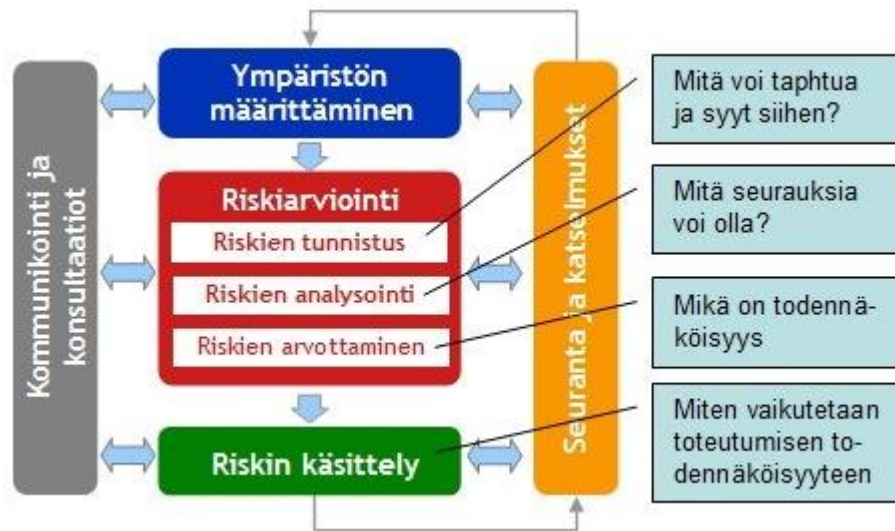 Kommunikointi ja
konsultaatiot
Ympäristön
määrittäminen
Riskiarviointi
Riskien tunnistus
Riskien analysointi
Riskien arvottaminen
Riskin käsittely
Seuranta ja katselmukset
Mitä voi taphtua
ja syyt siihen?
Mitä seurauksia
voi olla?
Mikä on todennä-
köisyys
Miten vaikutetaan
toteutumisen to-
dennäköisyyteen